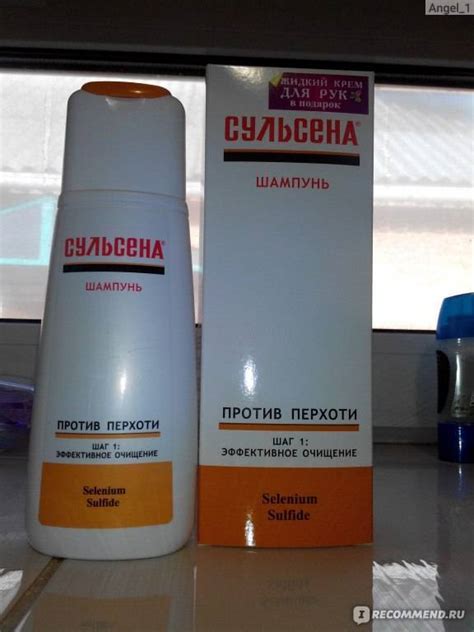 Angel_1
ЖИДКИЙ КРЕМ
ДЛЯ РУК
в подарок
СУЛЬСЕНА®
ШАМПУНЬ
ПРОТИВ ПЕРХОТИ
ШАГ 1:
ЭФФЕКТИВНОЕ ОЧИЩЕНИЕ
Selenium
Sulfide
СУЛЬСЕНА®
ШАМПУНЬ
ПРОТИВ ПЕРХОТИ
ШАГ 1:
ЭФФЕКТИВНОЕ ОЧИЩЕНИЕ
Selenium
Sulfide
I RECOMMEND.RU